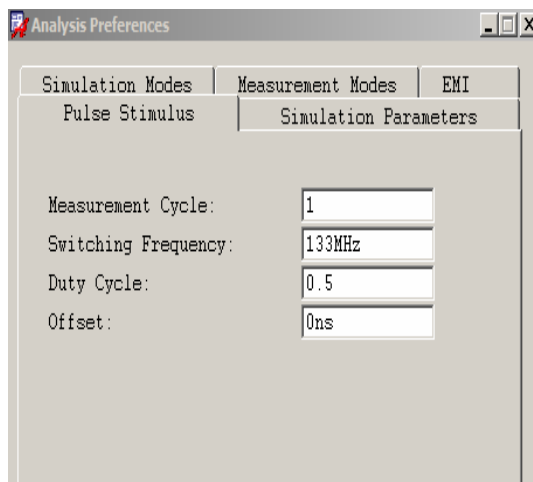 Analysis Preferences
Simulation Modes Measurement Modes EMI
Pulse Stimulus Simulation Parameters
Measurement Cycle: 1
Switching Frequency: 133MHz
Duty Cycle: 0.5
Offset: 0ns